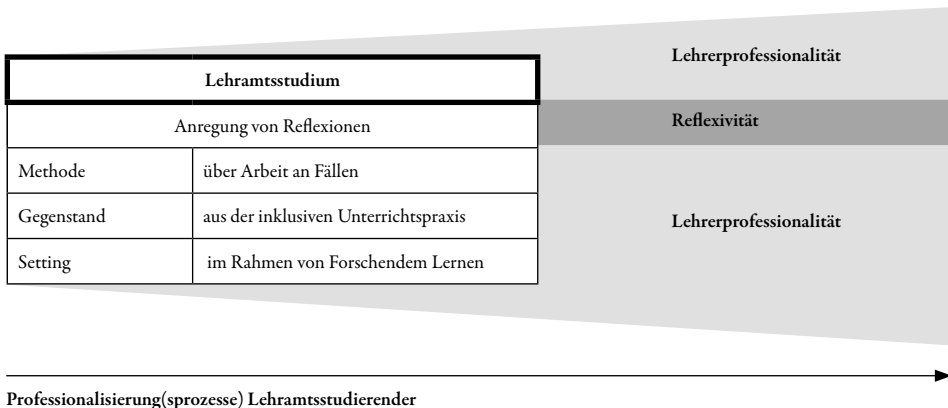 Lehrerprofessionalität
Lehramtsstudium
Anregung von Reflexionen
Reflexivität
Methode
über Arbeit an Fällen
Gegenstand
aus der inklusiven Unterrichtspraxis
Lehrerprofessionalität
Setting
im Rahmen von Forschendem Lernen
Professionalisierung(sprozesse) Lehramtsstudierender